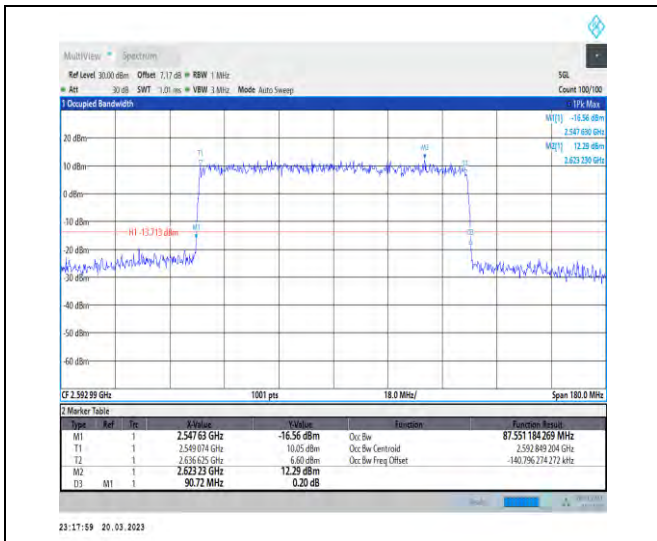 MultiView Spectrum
Ref Level 30.00 dBm Offset 7.17 dB RBW 1 MHz SGL
Att 30 dB SWT 1.01 ms VBW 3 MHz Mode Auto Sweep Count 100/100
1 Occupied Bandwidth 1Pk Max
M1[1] -16.56 dBm
2.547 630 GHz
M2[1] 12.29 dBm
2.623 230 GHz
20 dBm
M2
T1
10 dBm
0 dBm
-10 dBm
H1 -13.713 dBm
M1
-20 dBm
-40 dBm
-50 dBm
-60 dBm
CF 2.592 99 GHz 1001 pts 18.0 MHz/ Span 180.0 MHz
2 Marker Table
Type Ref Trc X-Value Y-Value Function Function Result
M1 1 2.547 63 GHz -16.56 dBm Occ Bw 87.551 184 269 MHz
T1 1 2.549 074 GHz 10.05 dBm Occ Bw Centroid 2.592 849 204 GHz
T2 1 2.636 625 GHz 6.60 dBm Occ Bw Freq Offset -140.796 274 272 kHz
M2 1 2.623 23 GHz 12.29 dBm
D3 M1 1 90.72 MHz 0.20 dB
23:17:59 20.03.2023